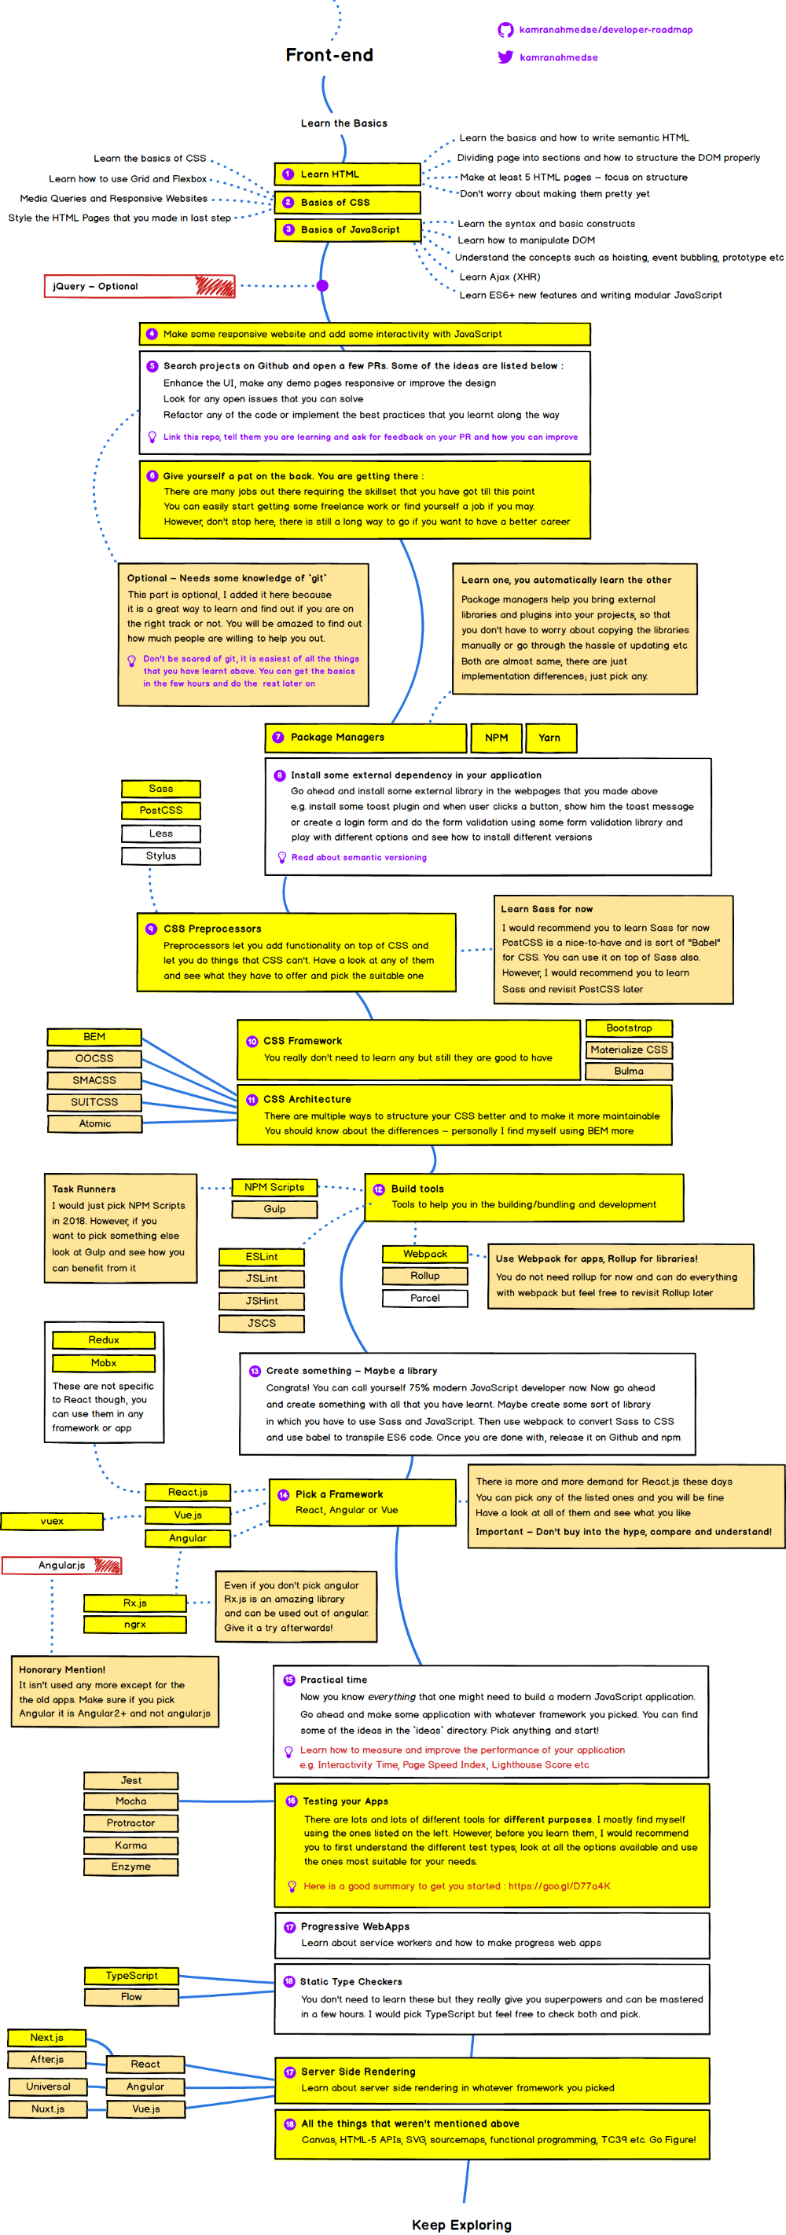 kamranahmedse/developer-roadmap
Front-end
kamranahmedse
Learn the Basics
Learn the basics and how to write semantic HTML
Dividing page into sections and how to structure the DOM properly
Make at least 5 HTML pages – focus on structure
Don't worry about making them pretty yet
Learn the basics of CSS
Learn how to use Grid and Flexbox
Media Queries and Responsive Websites
Style the HTML Pages that you made in last step
1 Learn HTML
2 Basics of CSS
3 Basics of JavaScript
Learn the syntax and basic constructs
Learn how to manipulate DOM
Understand the concepts such as hoisting, event bubbling, prototype etc
Learn Ajax (XHR)
Learn ES6+ new features and writing modular JavaScript
jQuery – Optional
4 Make some responsive website and add some interactivity with JavaScript
5 Search projects on Github and open a few PRs. Some of the ideas are listed below :
Enhance the UI, make any demo pages responsive or improve the design
Look for any open issues that you can solve
Refactor any of the code or implement the best practices that you learnt along the way
Link this repo, tell them you are learning and ask for feedback on your PR and how you can improve
6 Give yourself a pat on the back. You are getting there :
There are many jobs out there requiring the skillset that you have got till this point
You can easily start getting some freelance work or find yourself a job if you may.
However, don't stop here, there is still a long way to go if you want to have a better career
Optional – Needs some knowledge of `git`
This part is optional, I added it here because
it is a great way to learn and find out if you are on
the right track or not. You will be amazed to find out
how much people are willing to help you out.
Don't be scared of git, it is easiest of all the things
that you have learnt above. You can get the basics
in the few hours and do the rest later on
Learn one, you automatically learn the other
Package managers help you bring external
libraries and plugins into your projects, so that
you don't have to worry about copying the libraries
manually or go through the hassle of updating etc
Both are almost same, there are just
implementation differences; just pick any.
7 Package Managers
NPM
Yarn
8 Install some external dependency in your application
Go ahead and install some external library in the webpages that you made above
e.g. install some toast plugin and when user clicks a button, show him the toast message
or create a login form and do the form validation using some form validation library and
play with different options and see how to install different versions
Read about semantic versioning
Sass
PostCSS
Less
Stylus
9 CSS Preprocessors
Preprocessors let you add functionality on top of CSS and
let you do things that CSS can't. Have a look at any of them
and see what they have to offer and pick the suitable one
Learn Sass for now
I would recommend you to learn Sass for now
PostCSS is a nice-to-have and is sort of "Babel"
for CSS. You can use it on top of Sass also.
However, I would recommend you to learn
Sass and revisit PostCSS later
10 CSS Framework
You really don't need to learn any but still they are good to have
Bootstrap
Materialize CSS
Bulma
BEM
OOCSS
SMACSS
SUITCSS
Atomic
11 CSS Architecture
There are multiple ways to structure your CSS better and to make it more maintainable
You should know about the differences – personally I find myself using BEM more
Task Runners
I would just pick NPM Scripts
in 2018. However, if you
want to pick something else
look at Gulp and see how you
can benefit from it
NPM Scripts
Gulp
12 Build tools
Tools to help you in the building/bundling and development
ESLint
JSLint
JSHint
JSCS
Webpack
Rollup
Parcel
Use Webpack for apps, Rollup for libraries!
You do not need rollup for now and can do everything
with webpack but feel free to revisit Rollup later
Redux
Mobx
These are not specific
to React though, you
can use them in any
framework or app
13 Create something – Maybe a library
Congrats! You can call yourself 75% modern JavaScript developer now. Now go ahead
and create something with all that you have learnt. Maybe create some sort of library
in which you have to use Sass and JavaScript. Then use webpack to convert Sass to CSS
and use babel to transpile ES6 code. Once you are done with, release it on Github and npm
React.js
Vue.js
Angular
vuex
14 Pick a Framework
React, Angular or Vue
There is more and more demand for React.js these days
You can pick any of the listed ones and you will be fine
Have a look at all of them and see what you like
Important – Don't buy into the hype, compare and understand!
Angular.js
Rx.js
ngrx
Even if you don't pick angular
Rx.js is an amazing library
and can be used out of angular.
Give it a try afterwards!
Honorary Mention!
It isn't used any more except for the
the old apps. Make sure if you pick
Angular it is Angular2+ and not angular.js
15 Practical time
Now you know everything that one might need to build a modern JavaScript application.
Go ahead and make some application with whatever framework you picked. You can find
some of the ideas in the `ideas` directory. Pick anything and start!
Learn how to measure and improve the performance of your application
e.g. Interactivity Time, Page Speed Index, Lighthouse Score etc
Jest
Mocha
Protractor
Karma
Enzyme
16 Testing your Apps
There are lots and lots of different tools for different purposes. I mostly find myself
using the ones listed on the left. However, before you learn them, I would recommend
you to first understand the different test types, look at all the options available and use
the ones most suitable for your needs.
Here is a good summary to get you started : https://goo.gl/D77a4K
17 Progressive WebApps
Learn about service workers and how to make progress web apps
TypeScript
Flow
18 Static Type Checkers
You don't need to learn these but they really give you superpowers and can be mastered
in a few hours. I would pick TypeScript but feel free to check both and pick.
Next.js
After.js
Universal
Nuxt.js
React
Angular
Vue.js
17 Server Side Rendering
Learn about server side rendering in whatever framework you picked
18 All the things that weren't mentioned above
Canvas, HTML-5 APIs, SVG, sourcemaps, functional programming, TC39 etc. Go Figure!
Keep Exploring